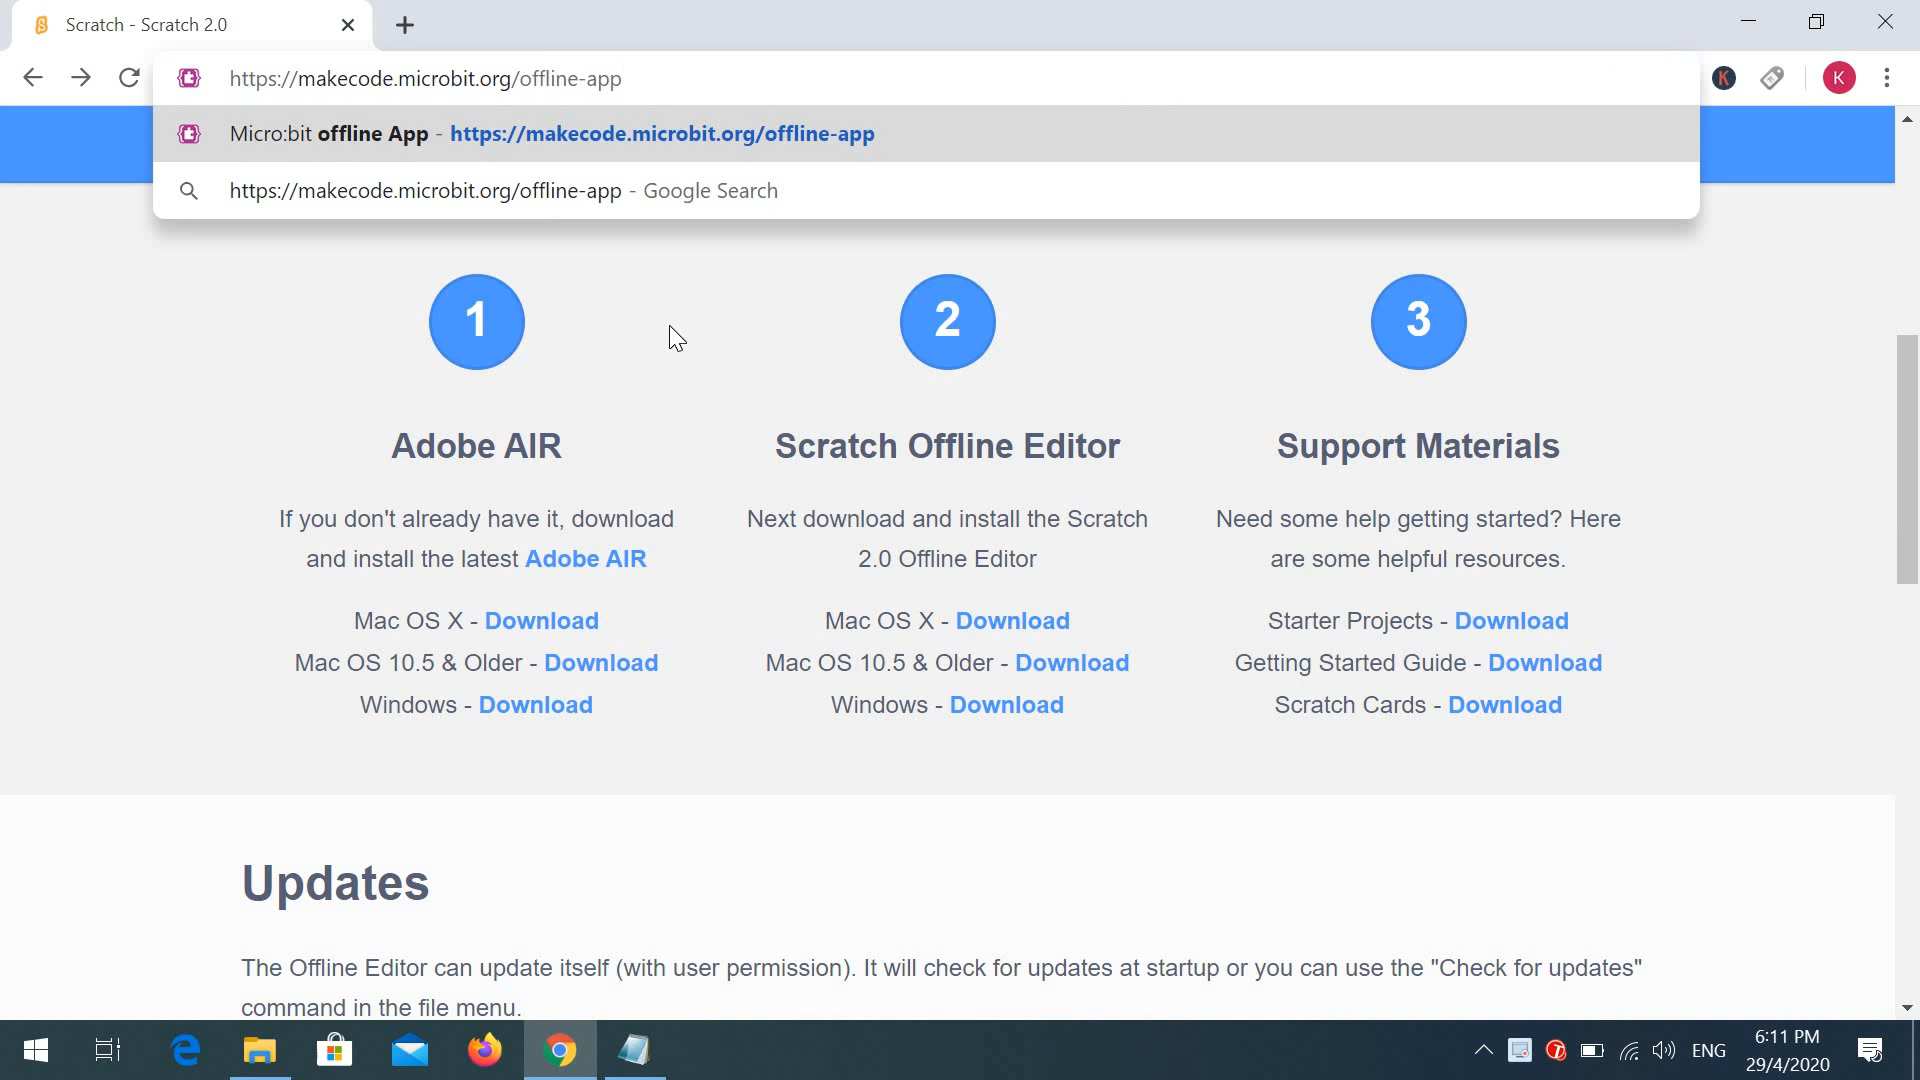 Scratch - Scratch 2.0
https://makecode.microbit.org/offline-app
K
K
Micro:bit offline App - https://makecode.microbit.org/offline-app
https://makecode.microbit.org/offline-app - Google Search
1
2
3
Adobe AIR
If you don't already have it, download
and install the latest Adobe AIR
Mac OS X - Download
Mac OS 10.5 & Older - Download
Windows - Download
Scratch Offline Editor
Next download and install the Scratch
2.0 Offline Editor
Mac OS X - Download
Mac OS 10.5 & Older - Download
Windows - Download
Support Materials
Need some help getting started? Here
are some helpful resources.
Starter Projects - Download
Getting Started Guide - Download
Scratch Cards - Download
Updates
The Offline Editor can update itself (with user permission). It will check for updates at startup or you can use the "Check for updates"
command in the file menu.
ENG
6:11 PM
29/4/2020